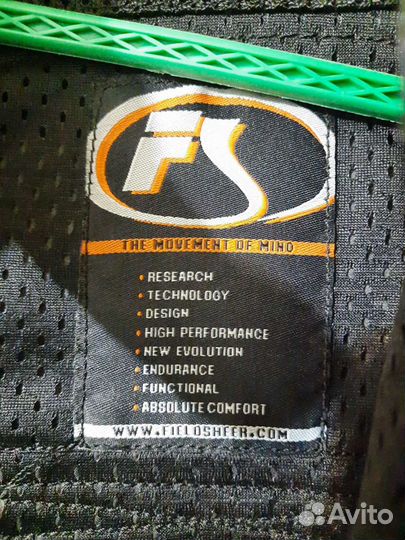 FS
THE MOVEMENT OF MIND
• RESEARCH
• TECHNOLOGY
• DESIGN
• HIGH PERFORMANCE
• NEW EVOLUTION
• ENDURANCE
• FUNCTIONAL
• ABSOLUTE COMFORT
WWW.FIELDSHEER.COM
Avito